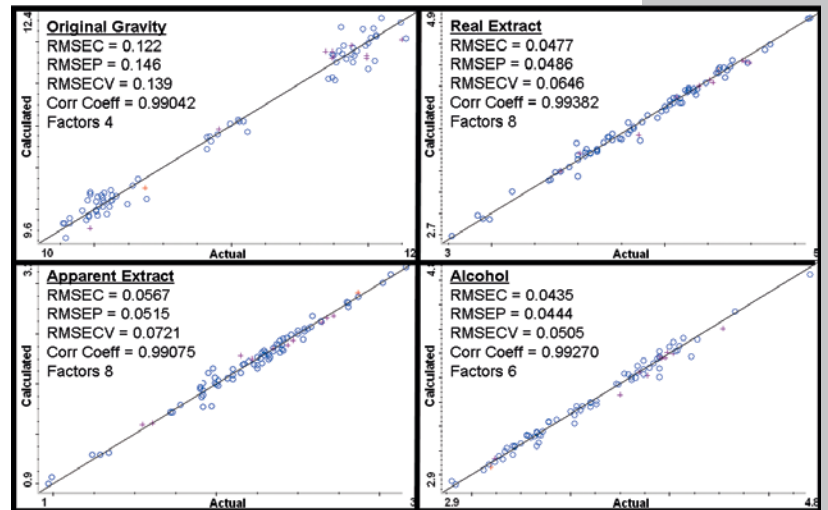 12.4
Original Gravity
RMSEC = 0.122
RMSEP = 0.146
RMSECV = 0.139
Corr Coeff = 0.99042
Factors 4
Calculated
9.6
10
Actual
12
4.9
Real Extract
RMSEC = 0.0477
RMSEP = 0.0486
RMSECV = 0.0646
Corr Coeff = 0.99382
Factors 8
Calculated
2.7
3
Actual
5
Apparent Extract
RMSEC = 0.0567
RMSEP = 0.0515
RMSECV = 0.0721
Corr Coeff = 0.99075
Factors 8
Calculated
0.9
1
Actual
3
Alcohol
RMSEC = 0.0435
RMSEP = 0.0444
RMSECV = 0.0505
Corr Coeff = 0.99270
Factors 6
Calculated
2.9
2.9
Actual
4.8